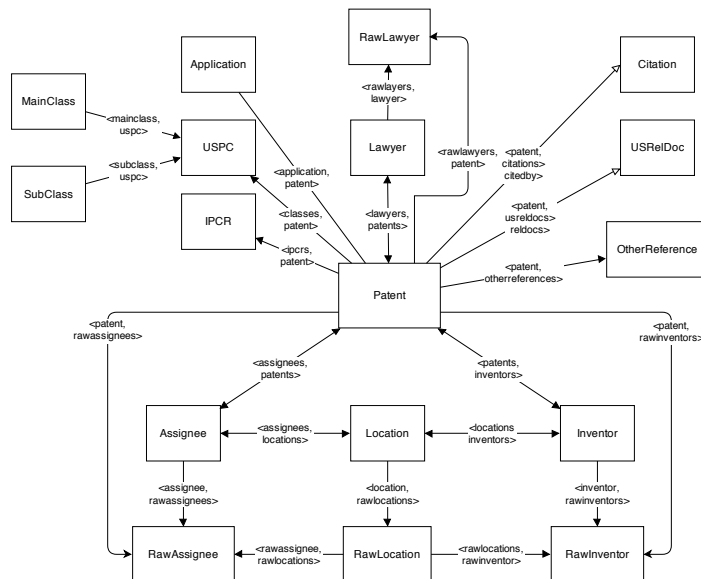 RawLawyer
Application
Citation
MainClass
<rawlayers,
lawyer>
<mainclass,
uspc>
USPC
Lawyer
<rawlawyers,
patent>
<patent,
citations>
citedby>
USRelDoc
<subclass,
uspc>
SubClass
<application,
patent>
<classes,
patent>
<lawyers,
patents>
<patent,
usreldocs>
reldocs>
IPCR
<ipcrs,
patent>
OtherReference
<patent,
otherreferences>
Patent
<patent,
rawassignees>
<patent,
rawinventors>
<assignees,
patents>
<patents,
inventors>
Assignee
<assignees,
locations>
Location
<locations
inventors>
Inventor
<assignee,
rawassignees>
<location,
rawlocations>
<inventor,
rawinventors>
RawAssignee
<rawassignee,
rawlocations>
RawLocation
<rawlocations,
rawinventor>
RawInventor